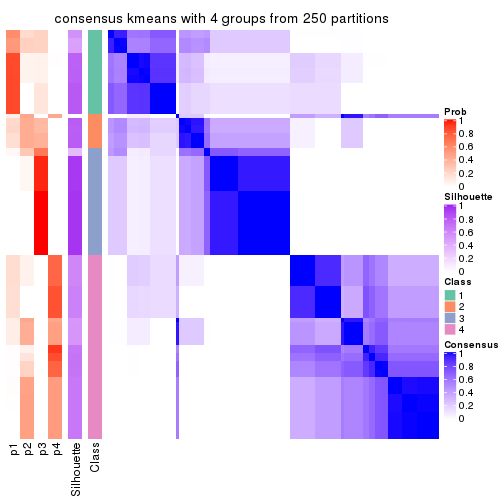 consensus kmeans with 4 groups from 250 partitions
Prob
1
0.8
0.6
0.4
0.2
0
Silhouette
1
0.8
0.6
0.4
0.2
0
Class
1
2
3
4
Consensus
1
0.8
0.6
0.4
0.2
0
p1
p2
p3
p4
Silhouette
Class